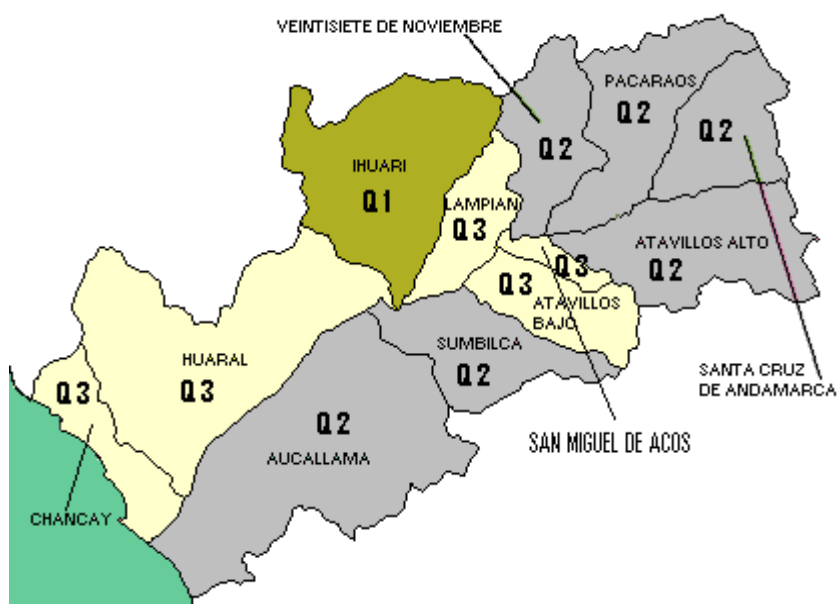 VEINTISIETE DE NOVIEMBRE
PACARAOS
Q2
Q2
Q2
IHUARI
Q1
LAMPIAN
Q3
ATAVILLOS ALTO
Q2
Q3
Q3
ATAVILLOS
BAJO
SUMBILCA
Q2
HUARAL
Q3
Q3
SANTA CRUZ
DE ANDAMARCA
Q2
AUCALLAMA
SAN MIGUEL DE ACOS
CHANCAY